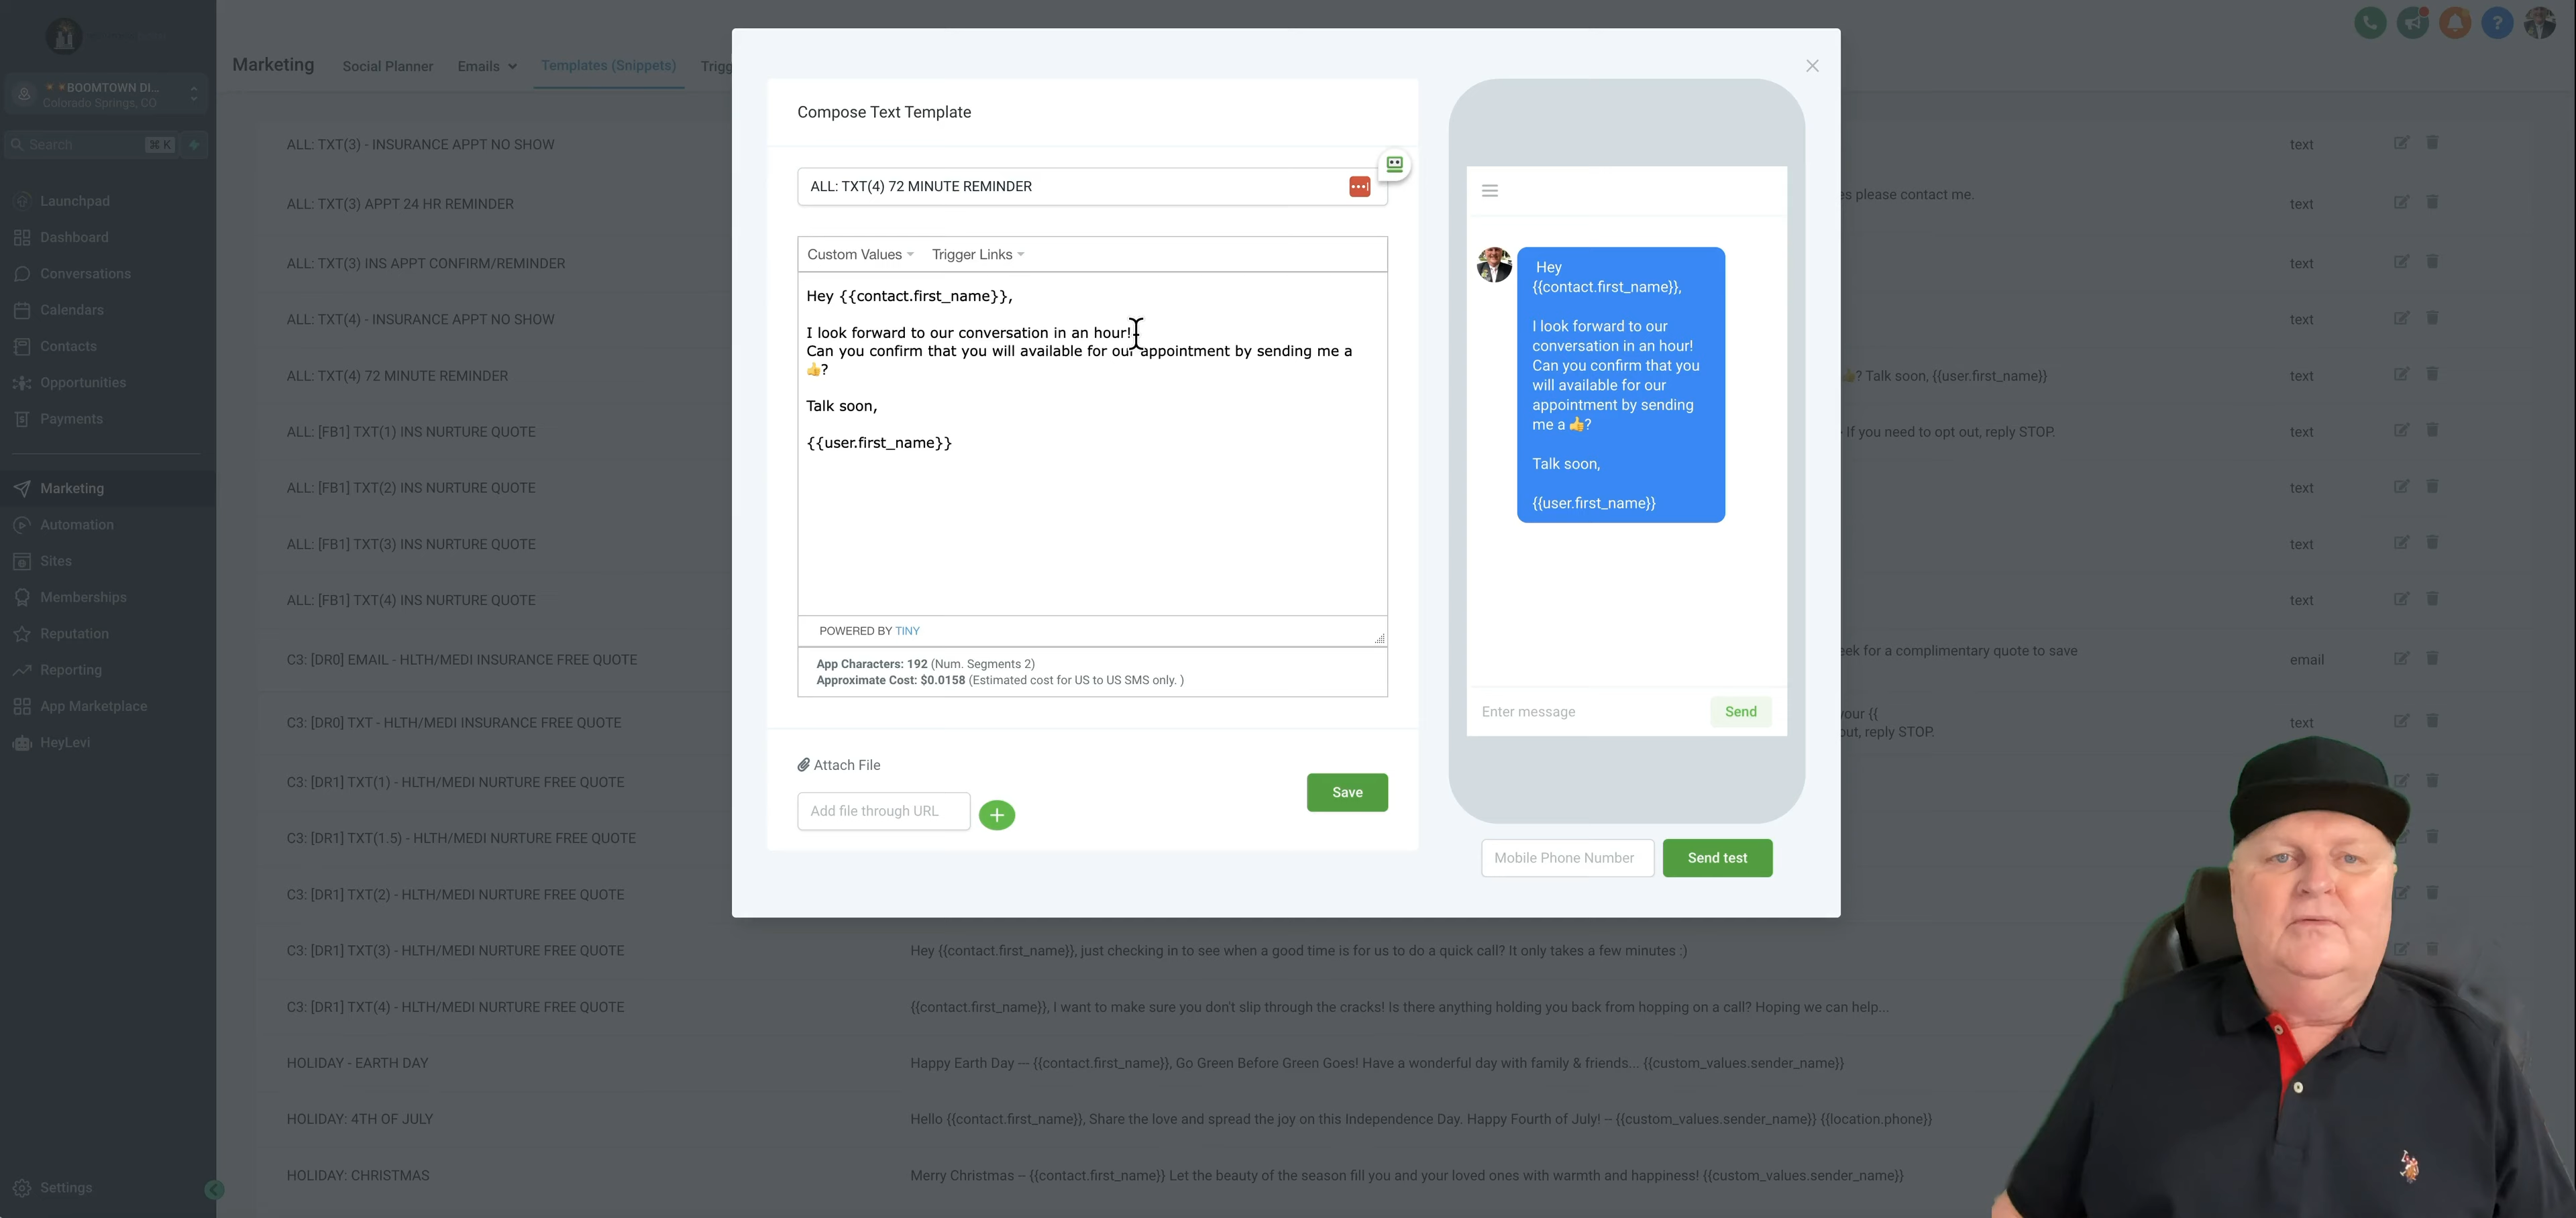 BOOMTOWN DI...
Colorado Springs, CO
Search
⌘ K
Launchpad
Dashboard
Conversations
Calendars
Contacts
Opportunities
Payments
Marketing
Automation
Sites
Memberships
Reputation
Reporting
App Marketplace
HeyLevi
Settings
Marketing
Social Planner
Emails
Templates (Snippets)
Trigg
?
ALL: TXT(3) - INSURANCE APPT NO SHOW
text
ALL: TXT(3) APPT 24 HR REMINDER
es please contact me.
text
ALL: TXT(3) INS APPT CONFIRM/REMINDER
text
ALL: TXT(4) - INSURANCE APPT NO SHOW
text
ALL: TXT(4) 72 MINUTE REMINDER
👍? Talk soon, {{user.first_name}}
text
ALL: [FB1] TXT(1) INS NURTURE QUOTE
If you need to opt out, reply STOP.
text
ALL: [FB1] TXT(2) INS NURTURE QUOTE
text
ALL: [FB1] TXT(3) INS NURTURE QUOTE
text
ALL: [FB1] TXT(4) INS NURTURE QUOTE
text
C3: [DR0] EMAIL - HLTH/MEDI INSURANCE FREE QUOTE
eek for a complimentary quote to save
email
C3: [DR0] TXT - HLTH/MEDI INSURANCE FREE QUOTE
your {{
out, reply STOP.
text
C3: [DR1] TXT(1) - HLTH/MEDI NURTURE FREE QUOTE
C3: [DR1] TXT(1.5) - HLTH/MEDI NURTURE FREE QUOTE
C3: [DR1] TXT(2) - HLTH/MEDI NURTURE FREE QUOTE
C3: [DR1] TXT(3) - HLTH/MEDI NURTURE FREE QUOTE
Hey {{contact.first_name}}, just checking in to see when a good time is for us to do a quick call? It only takes a few minutes :)
C3: [DR1] TXT(4) - HLTH/MEDI NURTURE FREE QUOTE
{{contact.first_name}}, I want to make sure you don't slip through the cracks! Is there anything holding you back from hopping on a call? Hoping we can help...
HOLIDAY - EARTH DAY
Happy Earth Day — {{contact.first_name}}, Go Green Before Green Goes! Have a wonderful day with family & friends... {{custom_values.sender_name}}
HOLIDAY: 4TH OF JULY
Hello {{contact.first_name}}, Share the love and spread the joy on this Independence Day. Happy Fourth of July! – {{custom_values.sender_name}} {{location.phone}}
HOLIDAY: CHRISTMAS
Merry Christmas – {{contact.first_name}} Let the beauty of the season fill you and your loved ones with warmth and happiness! {{custom_values.sender_name}}
Compose Text Template
ALL: TXT(4) 72 MINUTE REMINDER
Custom Values
Trigger Links
Hey {{contact.first_name}},
I look forward to our conversation in an hour!
Can you confirm that you will available for our appointment by sending me a
👍?
Talk soon,
{{user.first_name}}
POWERED BY TINY
App Characters: 192 (Num. Segments 2)
Approximate Cost: $0.0158 (Estimated cost for US to US SMS only. )
Attach File
Add file through URL
Save
Hey
{{contact.first_name}},
I look forward to our
conversation in an hour!
Can you confirm that you
will available for our
appointment by sending
me a 👍?
Talk soon,
{{user.first_name}}
Enter message
Send
Mobile Phone Number
Send test